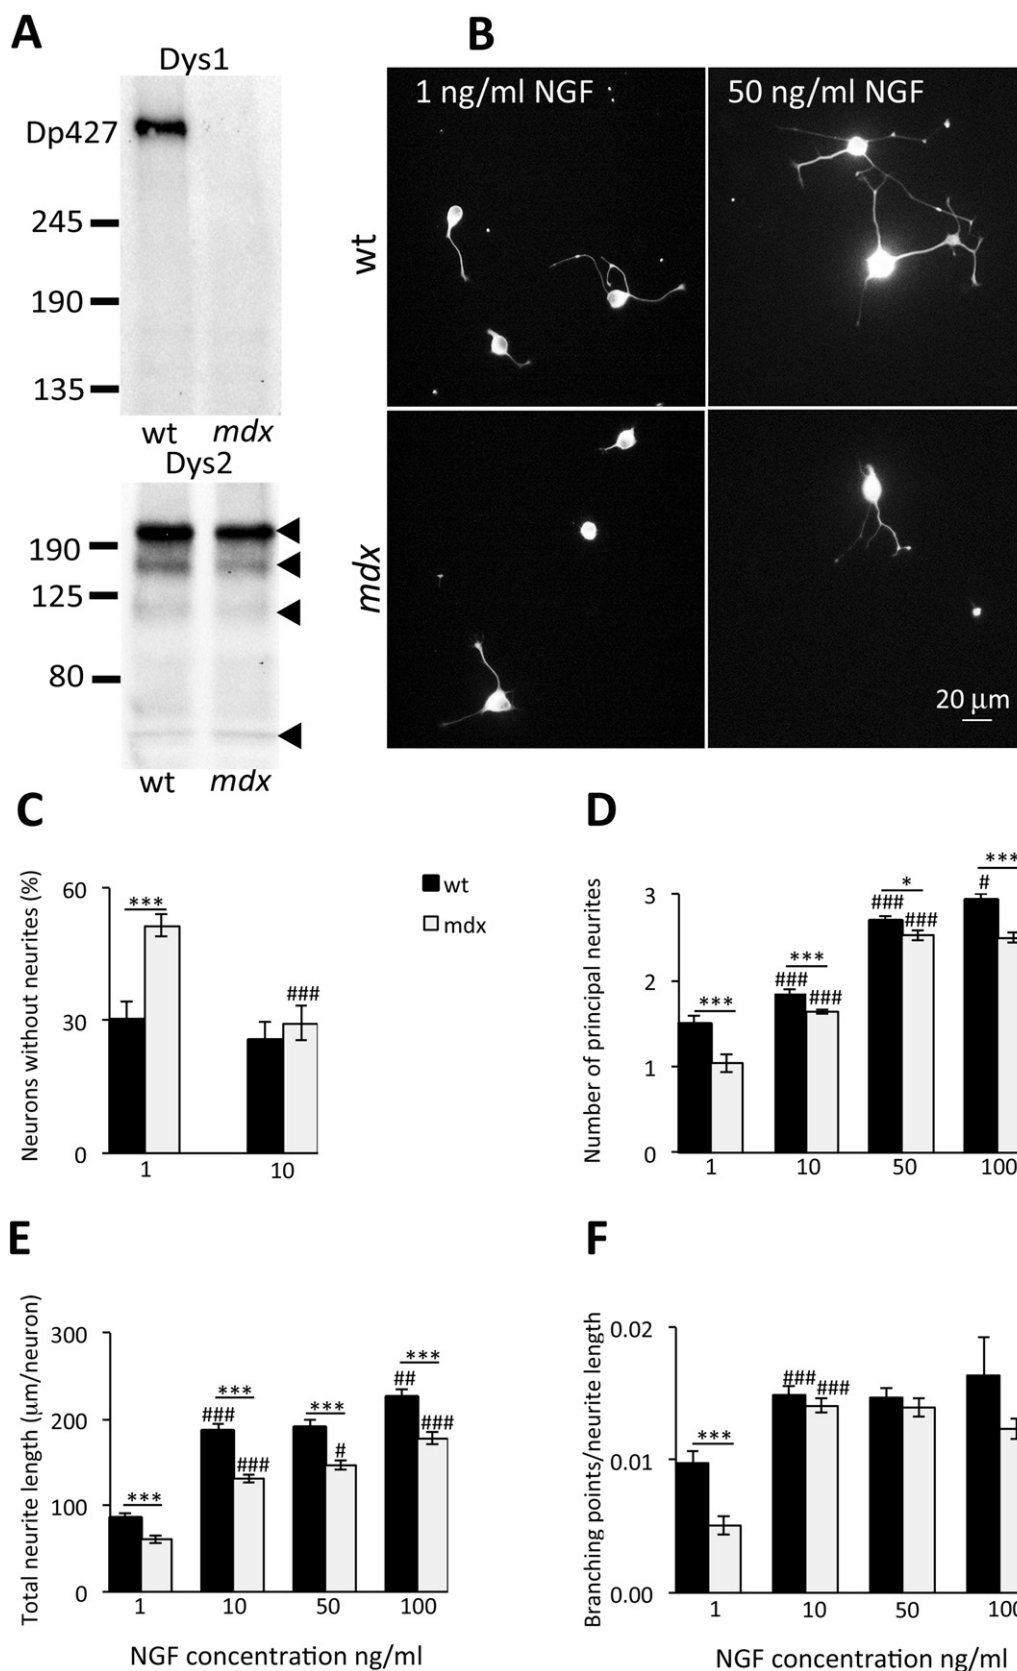 A
Dys1
Dp427
245
190
135
wt mdx
Dys2
190
125
80
wt mdx
B
1 ng/ml NGF
50 ng/ml NGF
wt
mdx
20 μm
C
Neurons without neurites (%)
60
30
0
***
###
1 10
wt
mdx
D
Number of principal neurites
3
2
1
0
***
***
### ###
*
### ###
***
#
1 10 50 100
E
Total neurite length (μm/neuron)
300
200
100
0
***
***
### ###
***
#
***
## ###
1 10 50 100
NGF concentration ng/ml
F
Branching points/neurite length
0.02
0.01
0.00
***
### ###
1 10 50 100
NGF concentration ng/ml